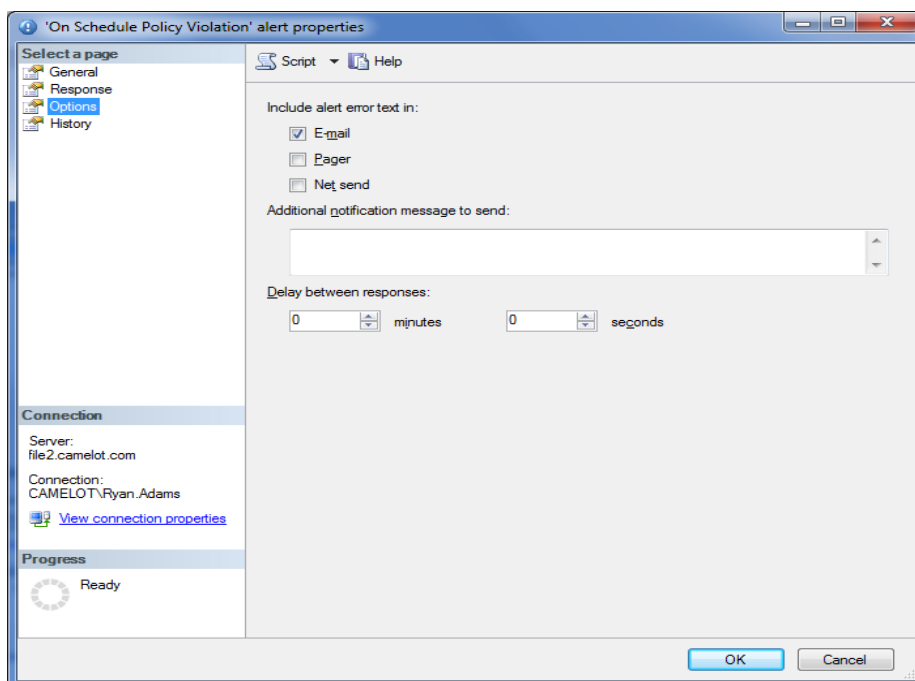 'On Schedule Policy Violation' alert properties
Select a page
General
Response
Options
History
Script
Help
Include alert error text in:
E-mail
Pager
Net send
Additional notification message to send:
Delay between responses:
0 minutes 0 seconds
Connection
Server:
file2.camelot.com
Connection:
CAMELOT\Ryan.Adams
View connection properties
Progress
Ready
OK
Cancel